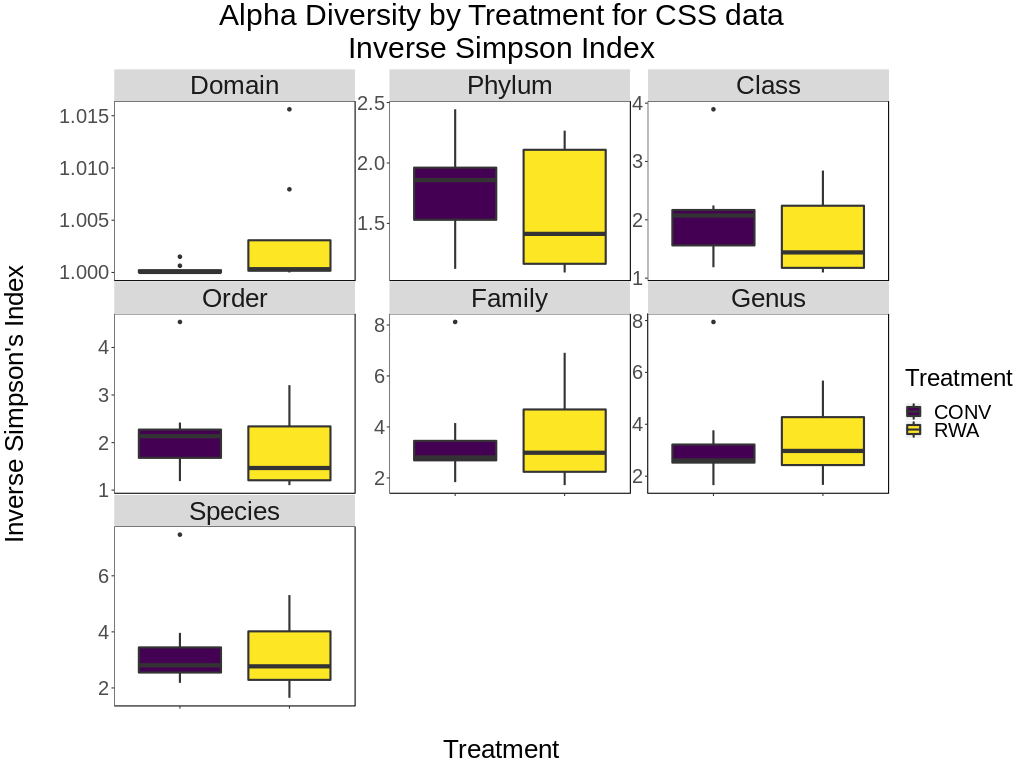 Alpha Diversity by Treatment for CSS data
Inverse Simpson Index
Domain
Phylum
Class
1.015
1.010
1.005
1.000
2.5
2.0
1.5
4
3
2
1
Order
Family
Genus
4
3
2
1
8
6
4
2
8
6
4
2
Species
6
4
2
Inverse Simpson's Index
Treatment
Treatment
CONV
RWA